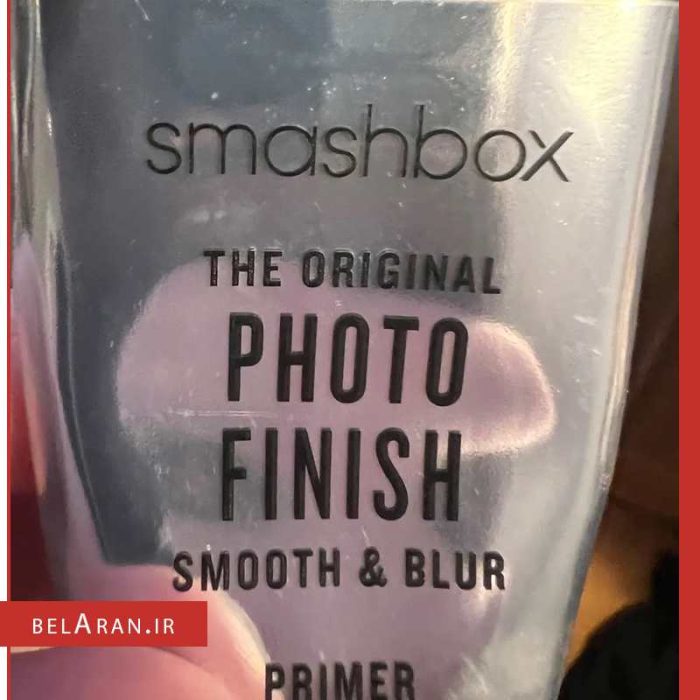 smashbox
THE ORIGINAL
PHOTO
FINISH
SMOOTH & BLUR
PRIMER
BELARAN.IR